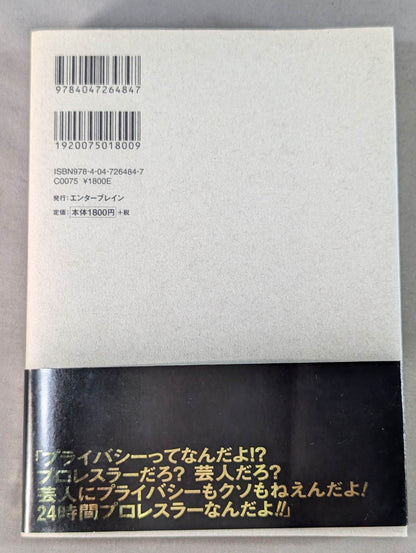 9784047264847
1920075018009
ISBN978-4-04-726484-7
C0075 ¥1800E
発行:エンターブレイン
定価:本体1800円 +税
「プライバシーってなんだよ!?
プロレスラーだろ? 芸人だろ?
芸人にプライバシーもクソもねえんだよ!
24時間プロレスラーなんだよ!!」